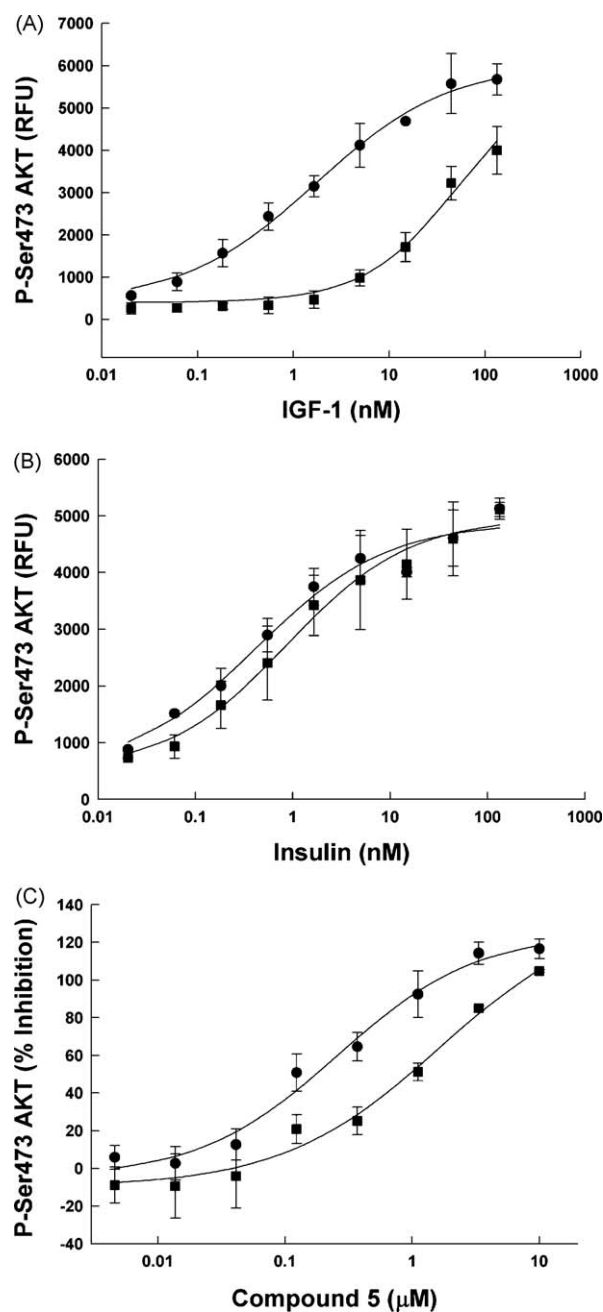 (A)
P-Ser473 AKT (RFU)
7000
6000
5000
4000
3000
2000
1000
0
0.01 0.1 1 10 100 1000
IGF-1 (nM)
(B)
P-Ser473 AKT (RFU)
6000
5000
4000
3000
2000
1000
0
0.01 0.1 1 10 100 1000
Insulin (nM)
(C)
P-Ser473 AKT (% Inhibition)
140
120
100
80
60
40
20
0
-20
-40
0.01 0.1 1 10
Compound 5 (μM)